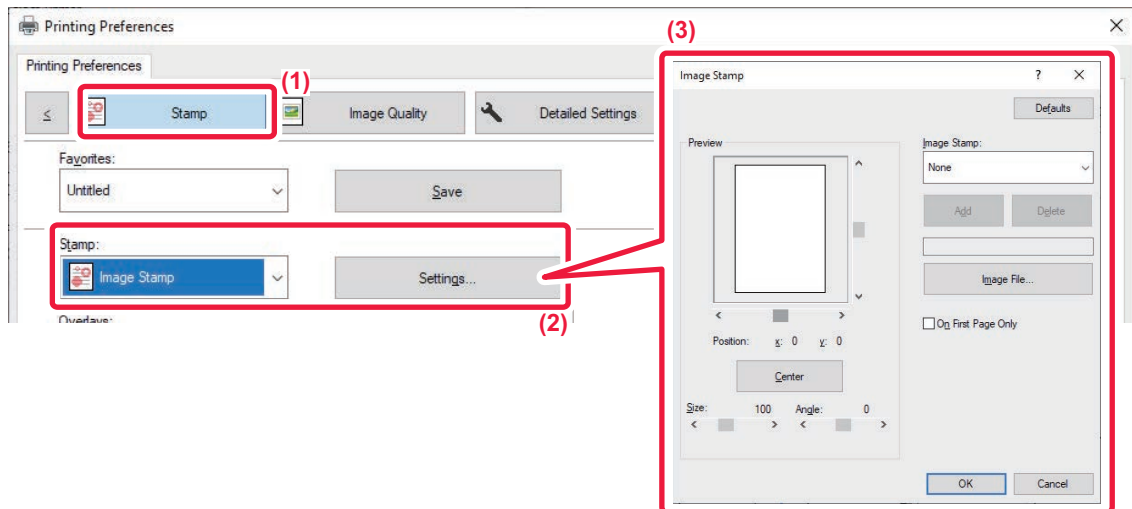 Printing Preferences
Printing Preferences
(1)
≤ Stamp Image Quality Detailed Settings
Favorites:
Untitled Save
Stamp:
Image Stamp Settings...
(2)
Overlays:
(3)
Image Stamp ? ×
Defaults
Preview
Image Stamp:
None
Add Delete
Image File...
On First Page Only
Position: x: 0 y: 0
Center
Size: 100 Angle: 0
OK Cancel